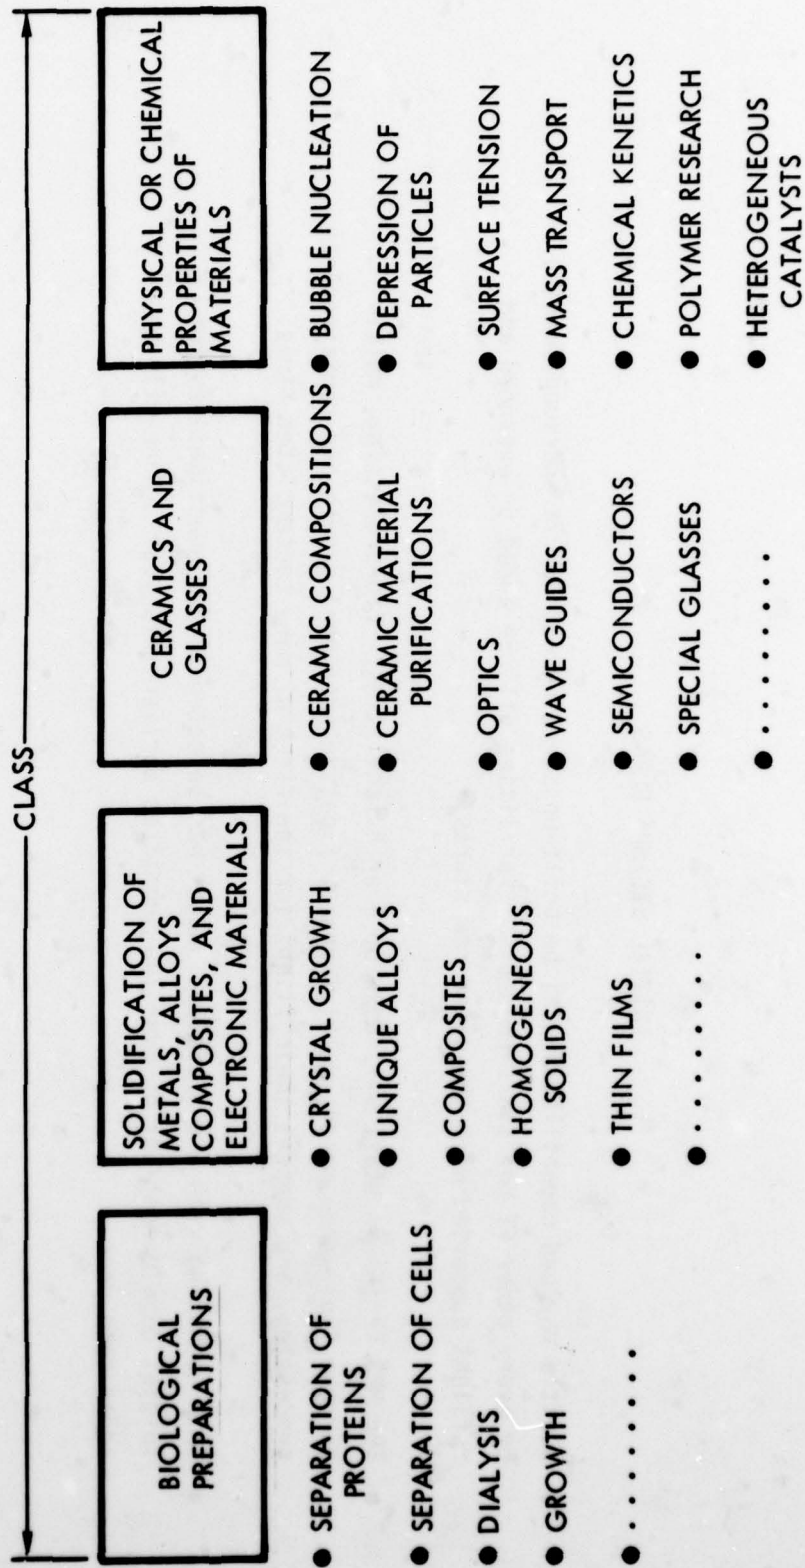 CLASS
BIOLOGICAL
PREPARATIONS
● SEPARATION OF
PROTEINS
● SEPARATION OF CELLS
● DIALYSIS
● GROWTH
● . . . . . . . .
SOLIDIFICATION OF
METALS, ALLOYS
COMPOSITES, AND
ELECTRONIC MATERIALS
● CRYSTAL GROWTH
● UNIQUE ALLOYS
● COMPOSITES
● HOMOGENEOUS
SOLIDS
● THIN FILMS
● . . . . . . . .
CERAMICS AND
GLASSES
● CERAMIC COMPOSITIONS
● CERAMIC MATERIAL
PURIFICATIONS
● OPTICS
● WAVE GUIDES
● SEMICONDUCTORS
● SPECIAL GLASSES
● . . . . . . . .
PHYSICAL OR CHEMICAL
PROPERTIES OF
MATERIALS
● BUBBLE NUCLEATION
● DEPRESSION OF
PARTICLES
● SURFACE TENSION
● MASS TRANSPORT
● CHEMICAL KENETICS
● POLYMER RESEARCH
● HETEROGENEOUS
CATALYSTS